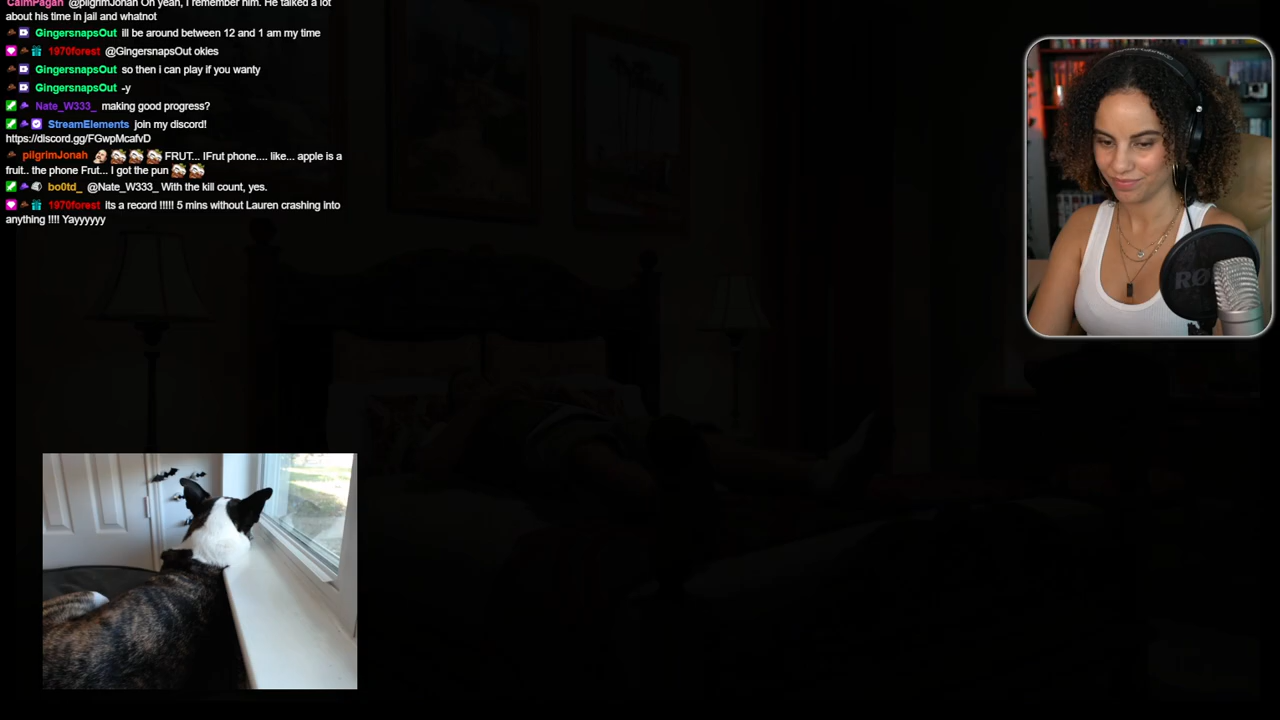 CalmPagan @pilgrimJonah Oh yeah, I remember him. He talked a lot
about his time in jail and whatnot
GingersnapsOut ill be around between 12 and 1 am my time
1970forest @GingersnapsOut okies
GingersnapsOut so then i can play if you wanty
GingersnapsOut -y
Nate_W333_ making good progress?
StreamElements join my discord!
https://discord.gg/FGwpMcafvD
pilgrimJonah FRUT... IFrut phone.... like... apple is a
fruit.. the phone Frut... I got the pun
bo0td_ @Nate_W333_ With the kill count, yes.
1970forest its a record !!!!! 5 mins without Lauren crashing into
anything !!!! Yayyyyyy
RØDE